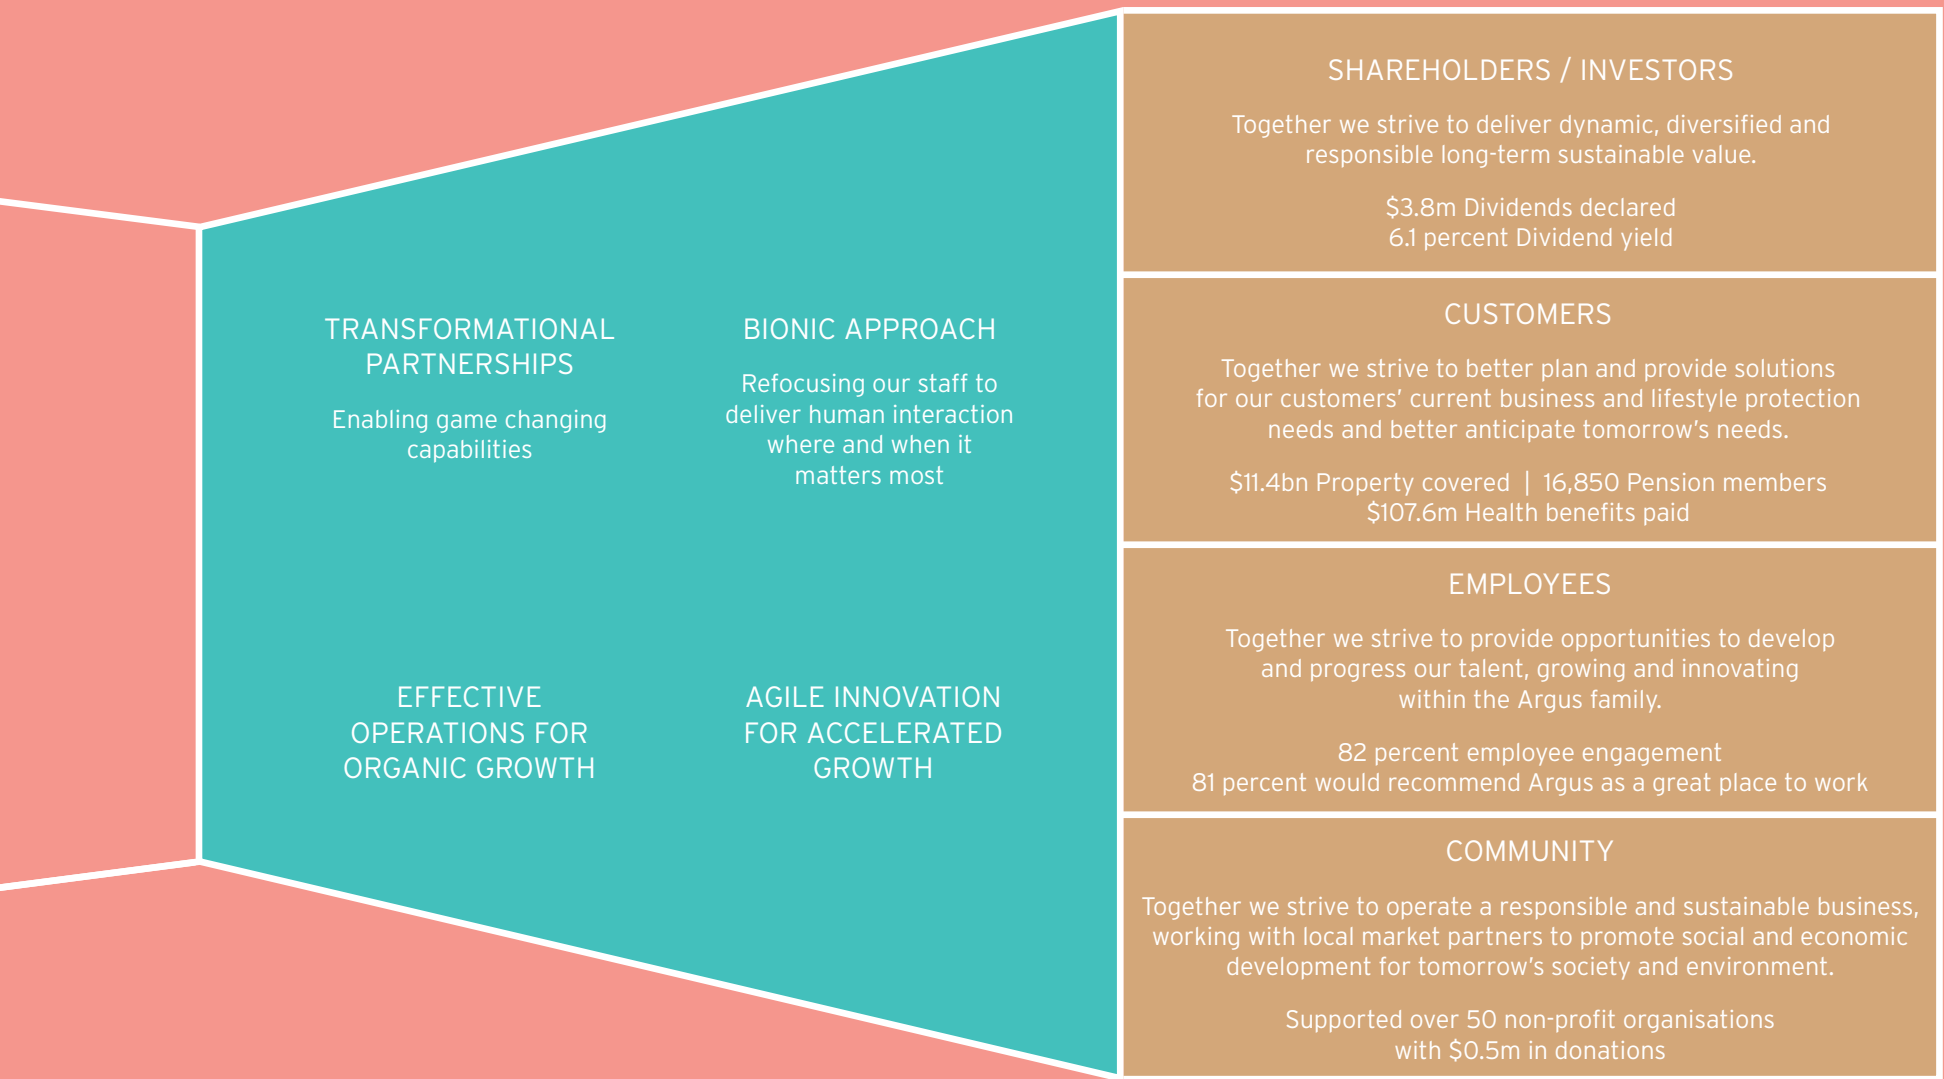 TRANSFORMATIONAL
PARTNERSHIPS
Enabling game changing
capabilities
BIONIC APPROACH
Refocusing our staff to
deliver human interaction
where and when it
matters most
EFFECTIVE
OPERATIONS FOR
ORGANIC GROWTH
AGILE INNOVATION
FOR ACCELERATED
GROWTH
SHAREHOLDERS / INVESTORS
Together we strive to deliver dynamic, diversified and
responsible long-term sustainable value.
$3.8m Dividends declared
6.1 percent Dividend yield
CUSTOMERS
Together we strive to better plan and provide solutions
for our customers’ current business and lifestyle protection
needs and better anticipate tomorrow’s needs.
$11.4bn Property covered | 16,850 Pension members
$107.6m Health benefits paid
EMPLOYEES
Together we strive to provide opportunities to develop
and progress our talent, growing and innovating
within the Argus family.
82 percent employee engagement
81 percent would recommend Argus as a great place to work
COMMUNITY
Together we strive to operate a responsible and sustainable business,
working with local market partners to promote social and economic
development for tomorrow’s society and environment.
Supported over 50 non-profit organisations
with $0.5m in donations